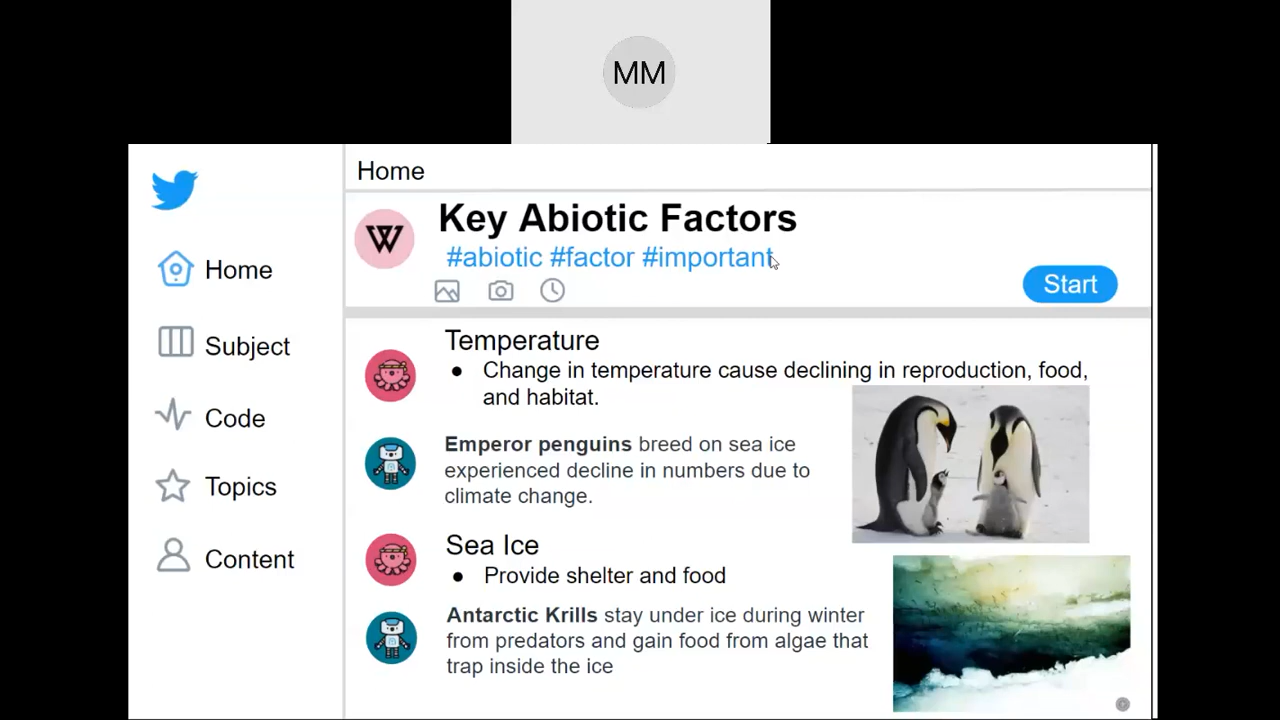 MM
Home
Key Abiotic Factors
#abiotic #factor #important
Start
Home
Subject
Code
Topics
Content
Temperature
● Change in temperature cause declining in reproduction, food,
and habitat.
Emperor penguins breed on sea ice
experienced decline in numbers due to
climate change.
Sea Ice
● Provide shelter and food
Antarctic Krills stay under ice during winter
from predators and gain food from algae that
trap inside the ice